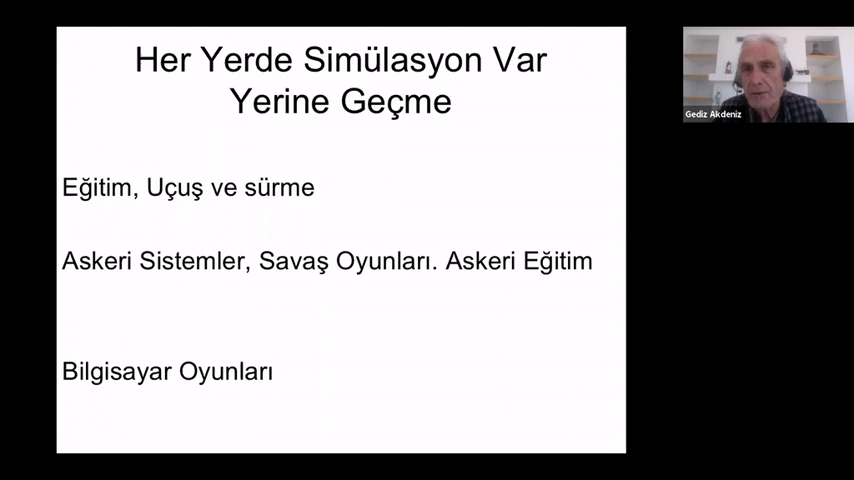 Her Yerde Simülasyon Var
Yerine Geçme
Eğitim, Uçuş ve sürme
Askeri Sistemler, Savaş Oyunları. Askeri Eğitim
Bilgisayar Oyunları
Gediz Akdeniz